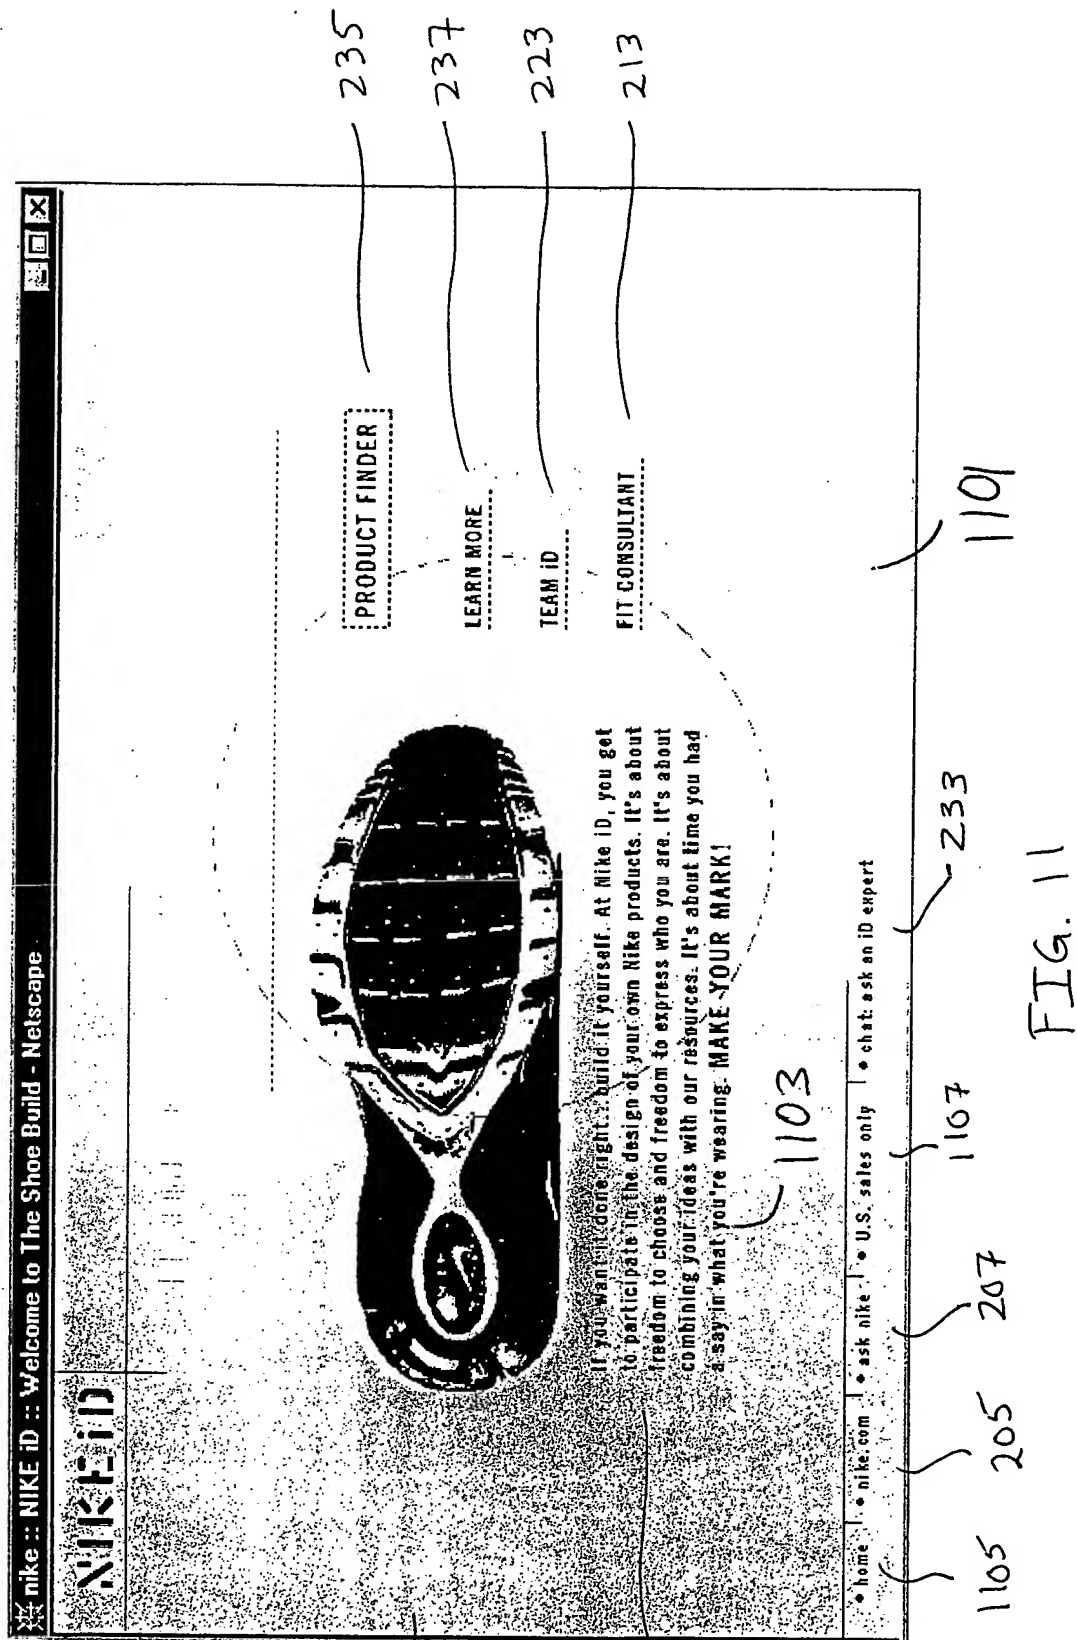 nike :: NIKE iD :: Welcome to The Shoe Build - Netscape
NIKEiD
PRODUCT FINDER
235
LEARN MORE
237
TEAM iD
223
FIT CONSULTANT
213
If you want it done right...build it yourself. At Nike iD, you get
to participate in the design of your own Nike products. It's about
freedom to choose and freedom to express who you are. It's about
combining your ideas with our resources. It's about time you had
a say in what you're wearing. MAKE YOUR MARK!
1103
1101
• home
• nike.com
• ask nike
• U.S. sales only
• chat: ask an iD expert
1105
205
207
1107
233
FIG. 11